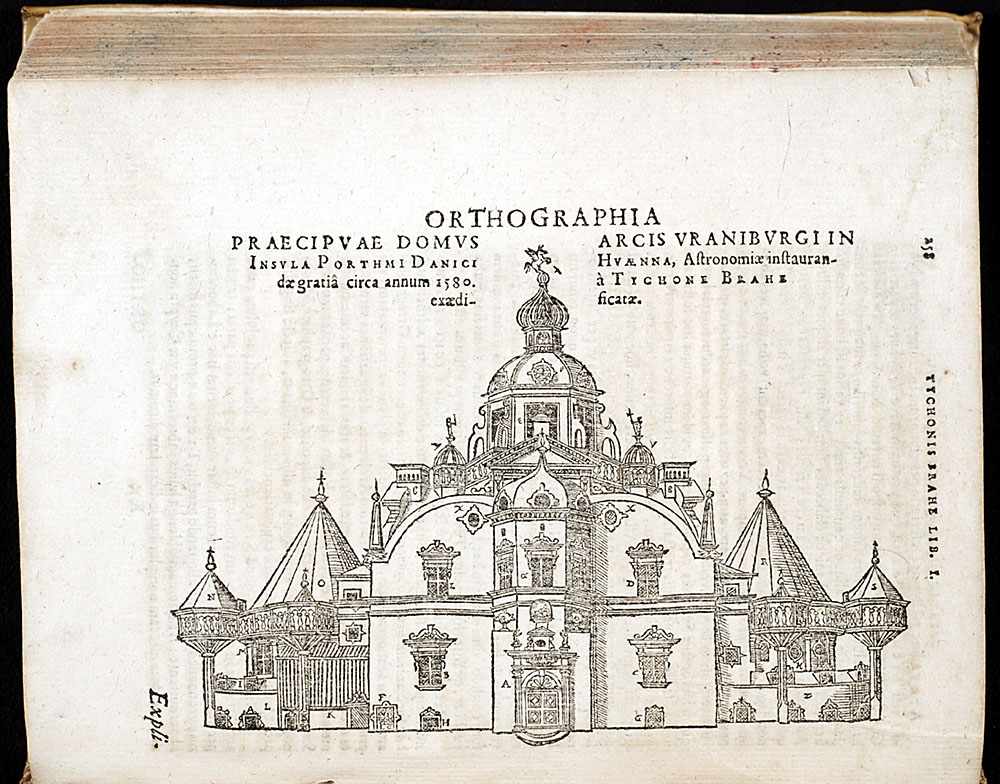 ORTHOGRAPHIA
PRAECIPVAE DOMVS ARCIS VRANIBVRGI IN
INSVLA PORTHMI DANICI HVÆNNA, Astronomiæ instauran-
dæ gratiâ circa annum 1580. à TYCHONE BRAHE
exædi- ficatæ.
258
TYCHONIS BRAHE LIB. I.
V
E
Y
X
X
G
L
D
N
O
R
S
B
A
F
L
K
H
G
Expli-